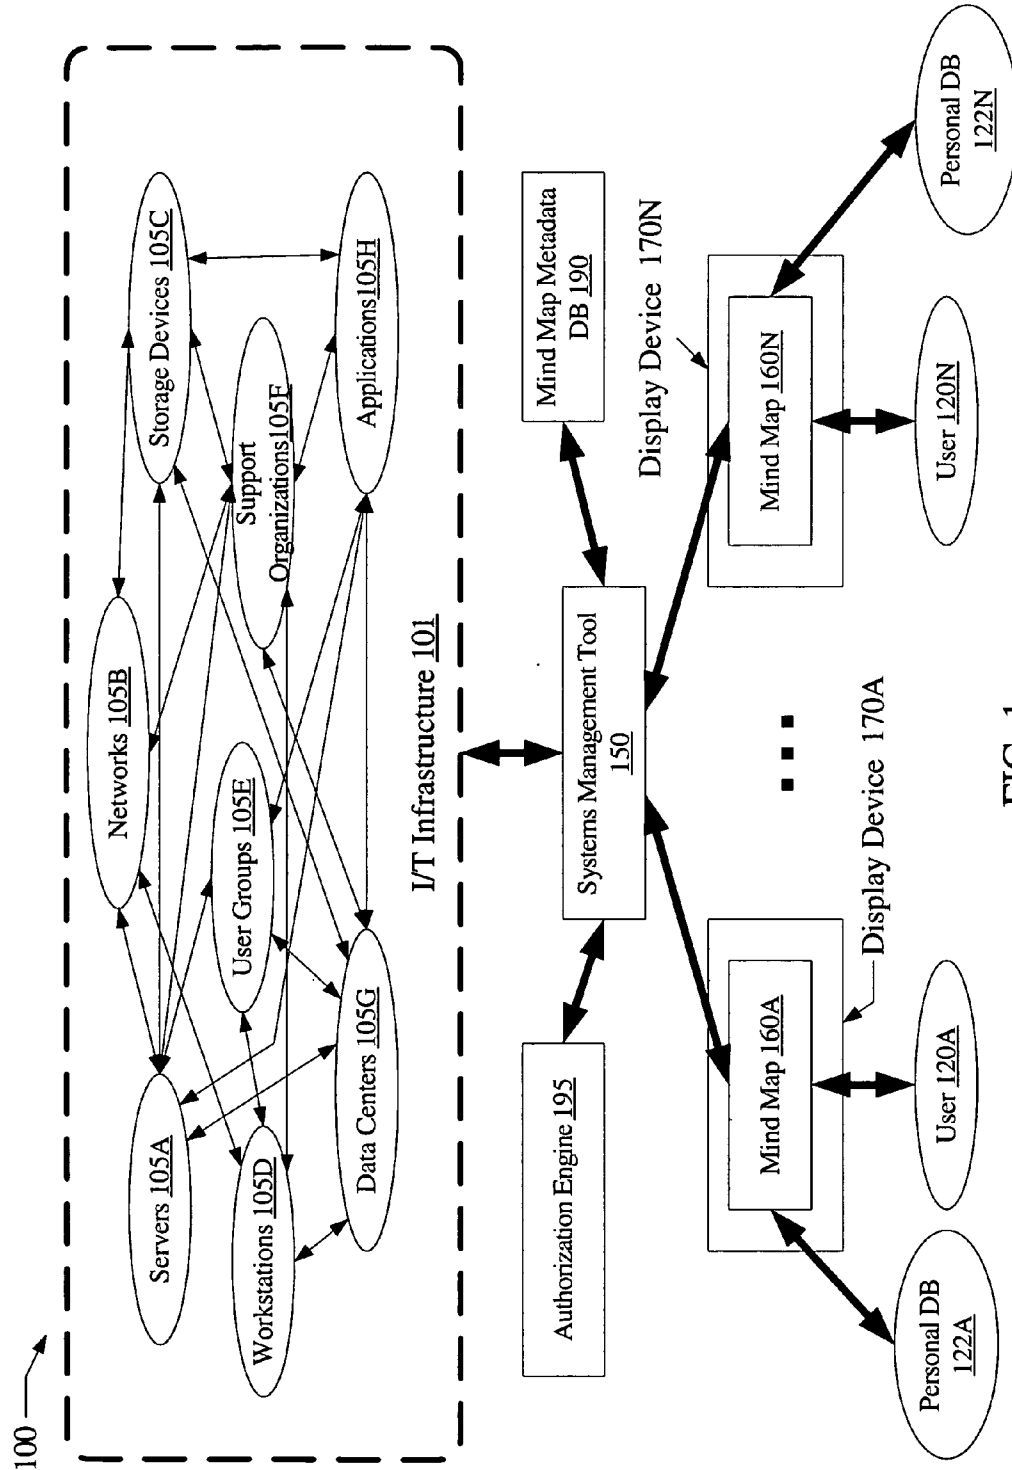 100
Servers 105A
Networks 105B
Storage Devices 105C
Workstations 105D
User Groups 105E
Support
Organizations105F
Data Centers 105G
Applications105H
I/T Infrastructure 101
Authorization Engine 195
Systems Management Tool
150
Mind Map Metadata
DB 190
Display Device 170N
Mind Map 160A
Mind Map 160N
Display Device 170A
Personal DB
122A
User 120A
User 120N
Personal DB
122N
FIG. 1